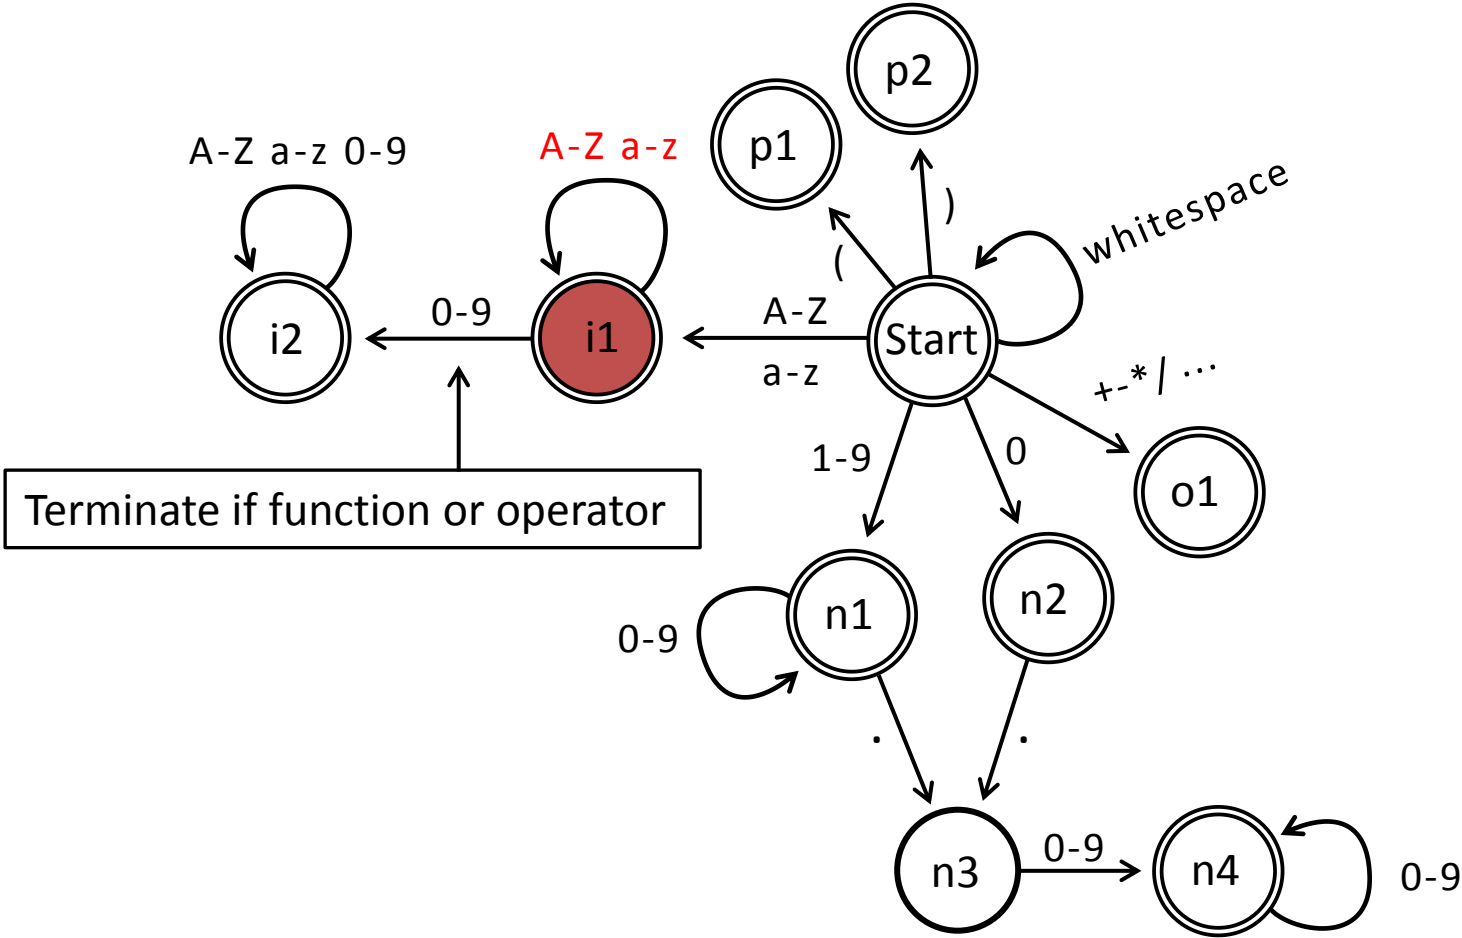 p2
p1
A-Z a-z 0-9
A-Z a-z
)
whitespace
(
i2
0-9
i1
A-Z
a-z
Start
+-*/ ...
Terminate if function or operator
1-9
0
o1
0-9
n1
n2
.
.
n3
0-9
n4
0-9